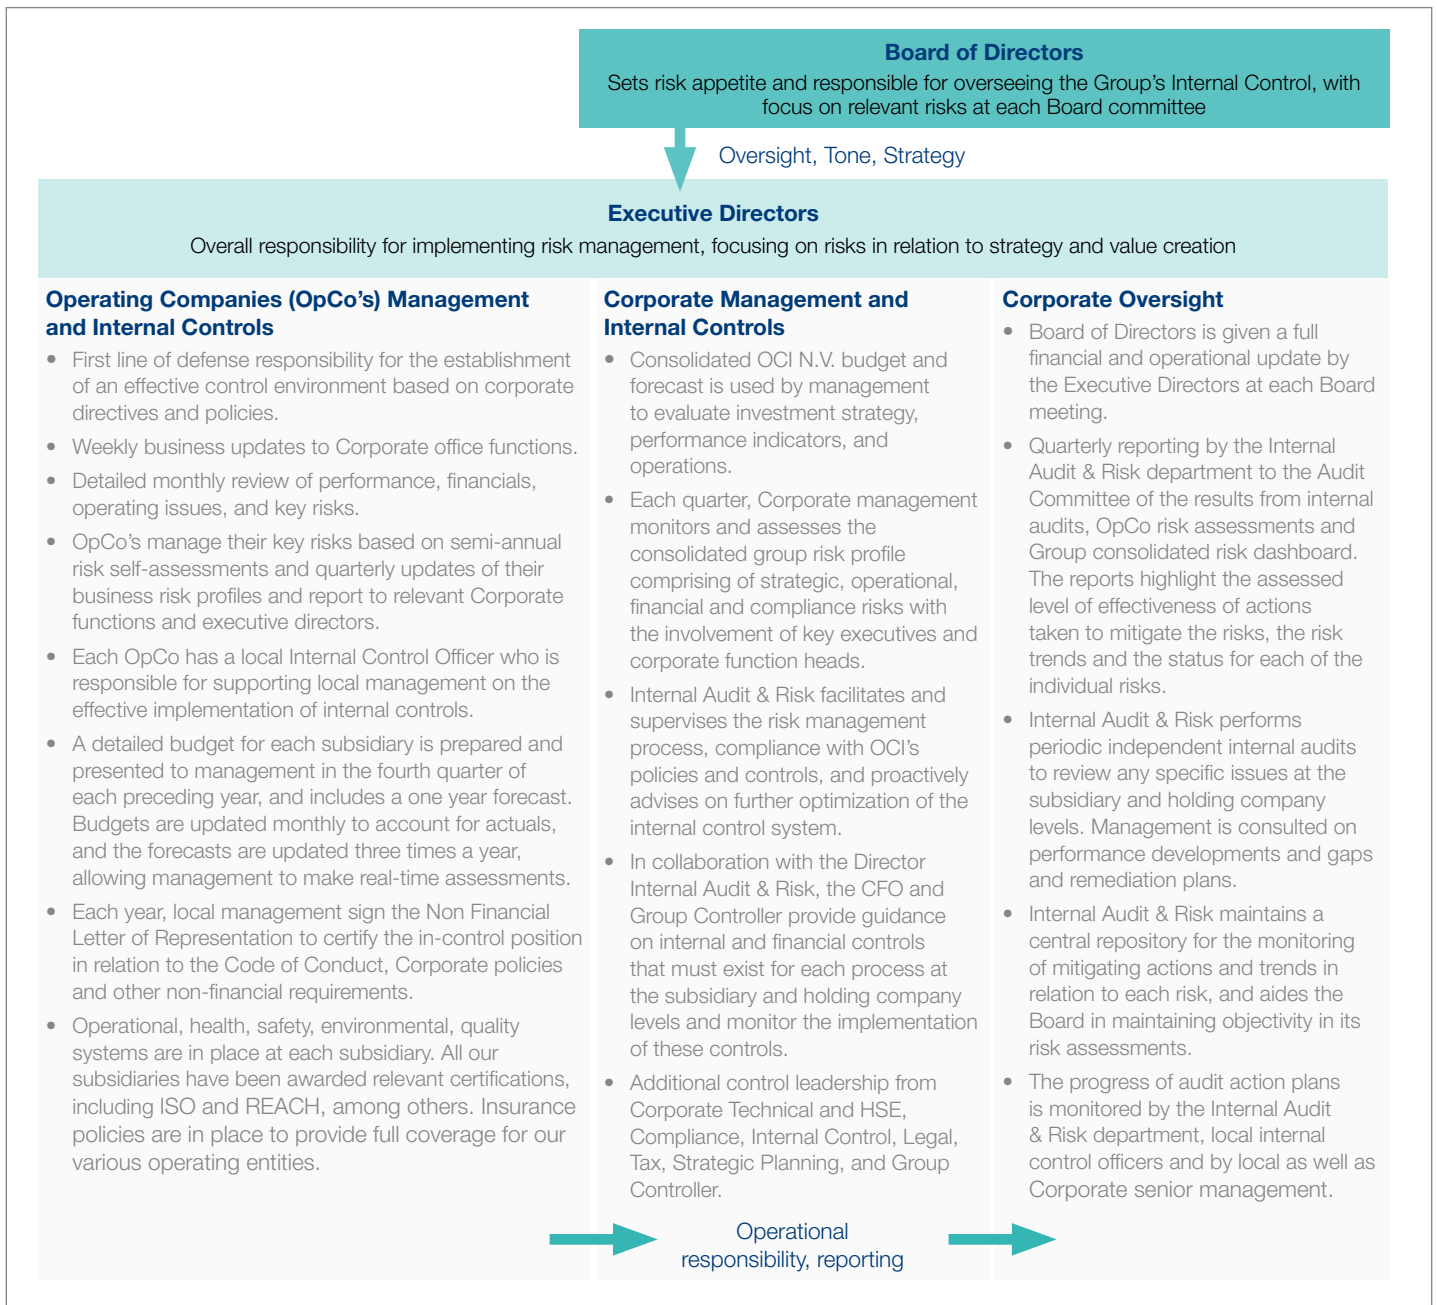 Board of Directors
Sets risk appetite and responsible for overseeing the Group's Internal Control, with
focus on relevant risks at each Board committee
Oversight, Tone, Strategy
Executive Directors
Overall responsibility for implementing risk management, focusing on risks in relation to strategy and value creation
Operating Companies (OpCo's) Management
and Internal Controls
• First line of defense responsibility for the establishment
of an effective control environment based on corporate
directives and policies.
• Weekly business updates to Corporate office functions.
• Detailed monthly review of performance, financials,
operating issues, and key risks.
• OpCo's manage their key risks based on semi-annual
risk self-assessments and quarterly updates of their
business risk profiles and report to relevant Corporate
functions and executive directors.
• Each OpCo has a local Internal Control Officer who is
responsible for supporting local management on the
effective implementation of internal controls.
• A detailed budget for each subsidiary is prepared and
presented to management in the fourth quarter of
each preceding year, and includes a one year forecast.
Budgets are updated monthly to account for actuals,
and the forecasts are updated three times a year,
allowing management to make real-time assessments.
• Each year, local management sign the Non Financial
Letter of Representation to certify the in-control position
in relation to the Code of Conduct, Corporate policies
and other non-financial requirements.
• Operational, health, safety, environmental, quality
systems are in place at each subsidiary. All our
subsidiaries have been awarded relevant certifications,
including ISO and REACH, among others. Insurance
policies are in place to provide full coverage for our
various operating entities.
Corporate Management and
Internal Controls
• Consolidated OCI N.V. budget and
forecast is used by management
to evaluate investment strategy,
performance indicators, and
operations.
• Each quarter, Corporate management
monitors and assesses the
consolidated group risk profile
comprising of strategic, operational,
financial and compliance risks with
the involvement of key executives and
corporate function heads.
• Internal Audit & Risk facilitates and
supervises the risk management
process, compliance with OCI's
policies and controls, and proactively
advises on further optimization of the
internal control system.
• In collaboration with the Director
Internal Audit & Risk, the CFO and
Group Controller provide guidance
on internal and financial controls
that must exist for each process at
the subsidiary and holding company
levels and monitor the implementation
of these controls.
• Additional control leadership from
Corporate Technical and HSE,
Compliance, Internal Control, Legal,
Tax, Strategic Planning, and Group
Controller.
Corporate Oversight
• Board of Directors is given a full
financial and operational update by
the Executive Directors at each Board
meeting.
• Quarterly reporting by the Internal
Audit & Risk department to the Audit
Committee of the results from internal
audits, OpCo risk assessments and
Group consolidated risk dashboard.
The reports highlight the assessed
level of effectiveness of actions
taken to mitigate the risks, the risk
trends and the status for each of the
individual risks.
• Internal Audit & Risk performs
periodic independent internal audits
to review any specific issues at the
subsidiary and holding company
levels. Management is consulted on
performance developments and gaps
and remediation plans.
• Internal Audit & Risk maintains a
central repository for the monitoring
of mitigating actions and trends in
relation to each risk, and aides the
Board in maintaining objectivity in its
risk assessments.
• The progress of audit action plans
is monitored by the Internal Audit
& Risk department, local internal
control officers and by local as well as
Corporate senior management.
Operational
responsibility, reporting